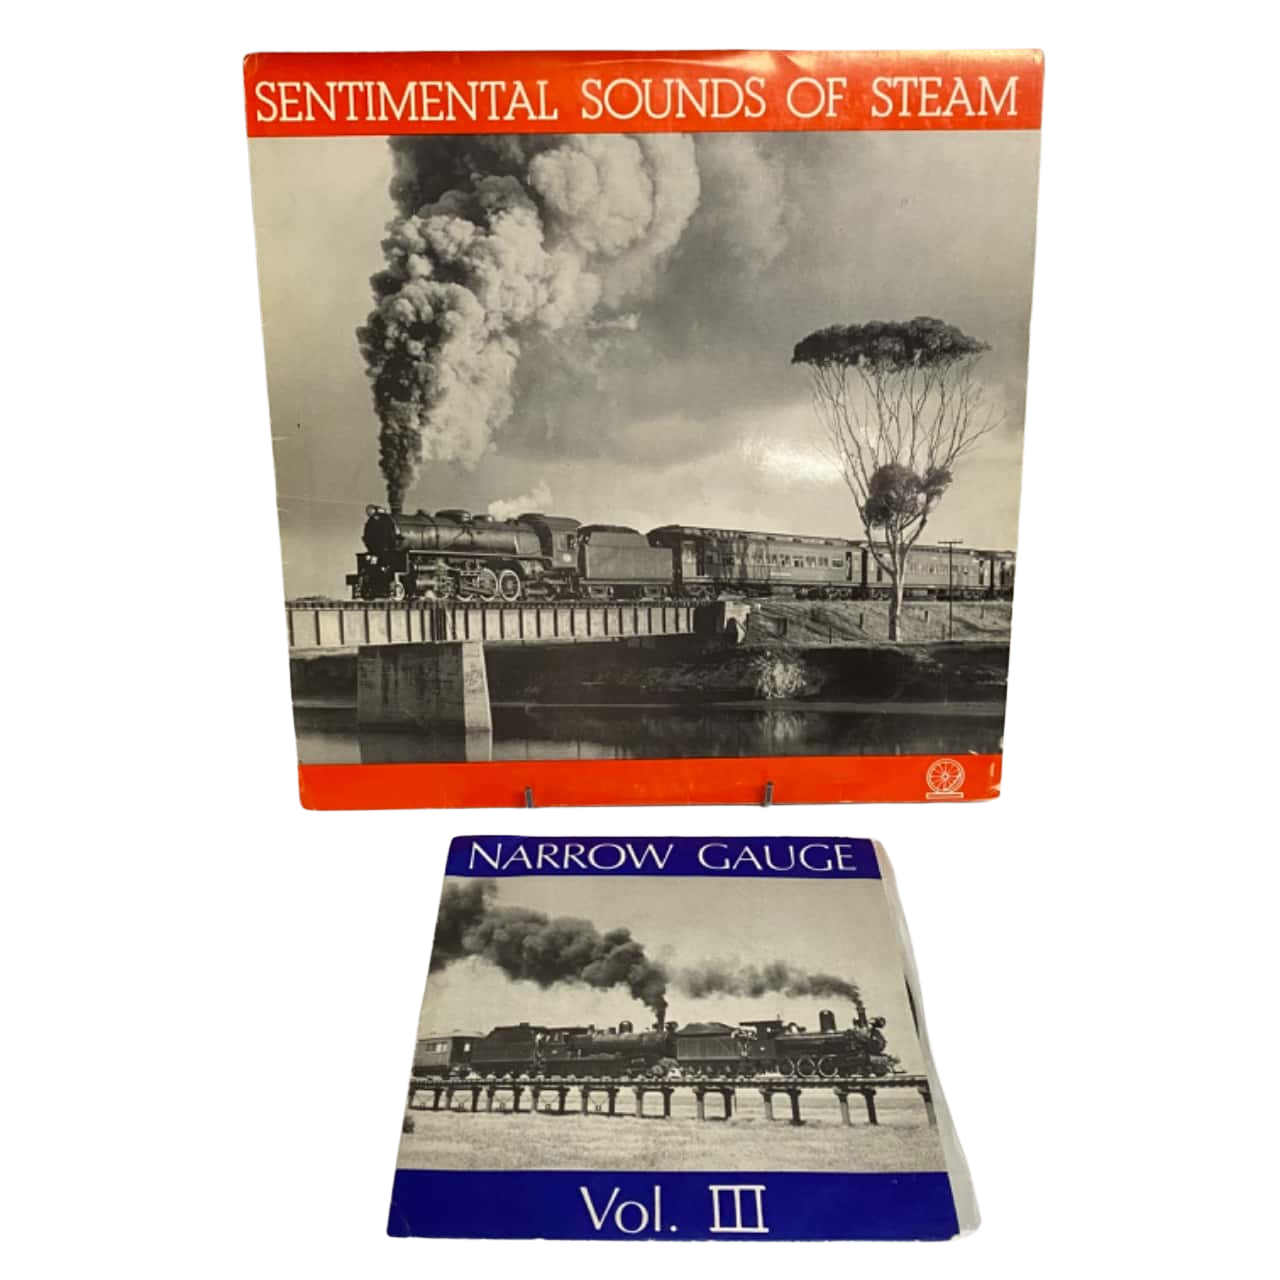 SENTIMENTAL SOUNDS OF STEAM
NARROW GAUGE
Vol. III